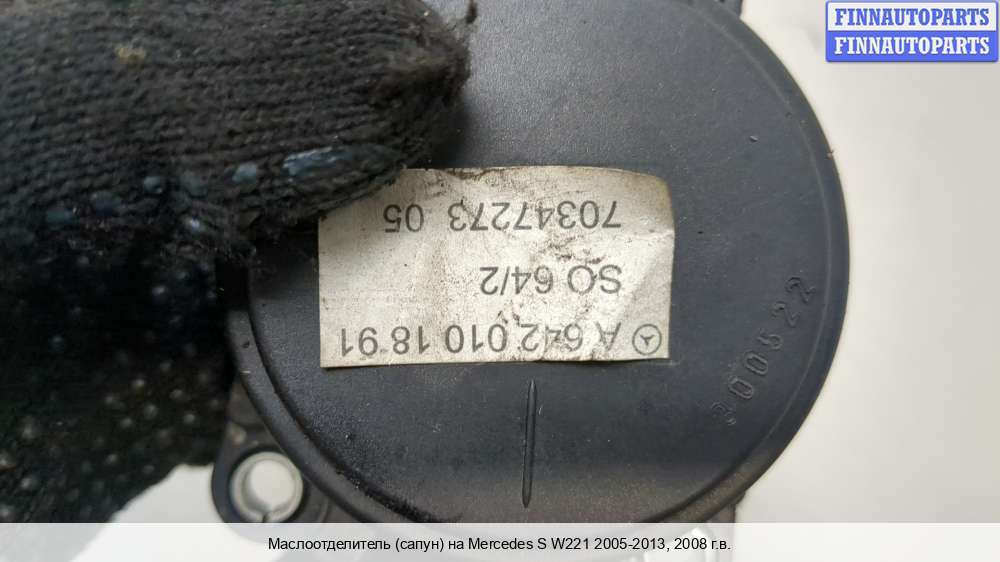 FINNAUTOPARTS
FINNAUTOPARTS
A 642 010 18 91
SO 64/2
70347273 05
Маслоотделитель (сапун) на Mercedes S W221 2005-2013, 2008 г.в.